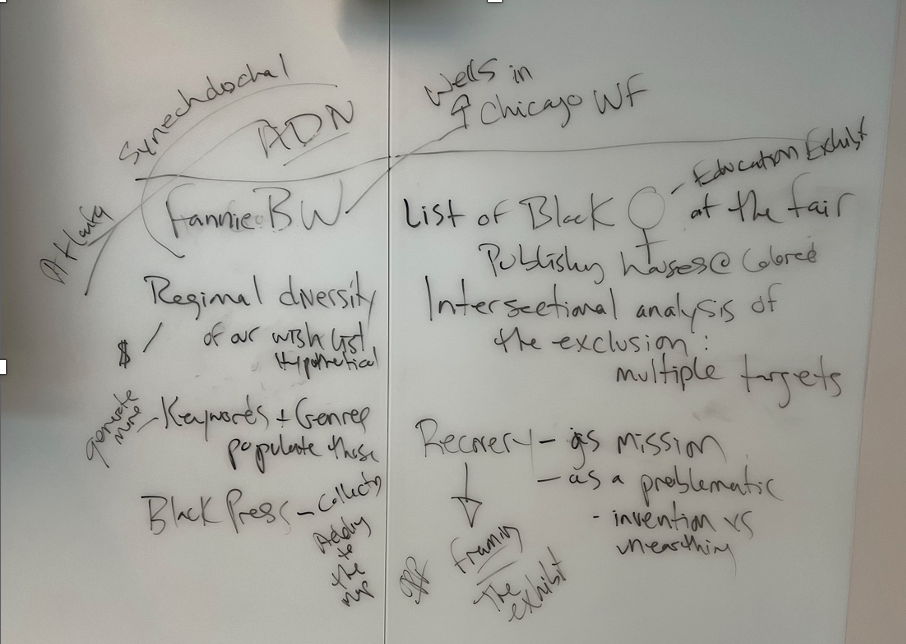 Synechdochal
ADN
Atlanta
Fannie BW
Regional diversity
of our wish list
Hypothetical
$
generate
more
Keywords + Genres
populate those
Black Press - Collects
Adding
to
the
map
Wells in
Chicago WF
List of Black ♀ - Education Exhibit
at the fair
Publishing houses @ Colored
Intersectional analysis of
the exclusion:
multiple targets
Recovery - as mission
- as a problematic
- invention vs
unearthing
Framing
The
exhibit